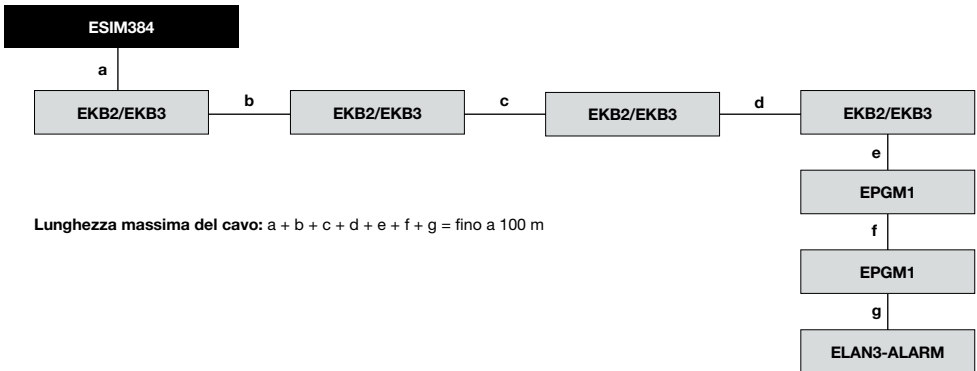 ESIM384
a
EKB2/EKB3
b
EKB2/EKB3
c
EKB2/EKB3
d
EKB2/EKB3
e
EPGM1
Lunghezza massima del cavo: a + b + c + d + e + f + g = fino a 100 m
f
EPGM1
g
ELAN3-ALARM